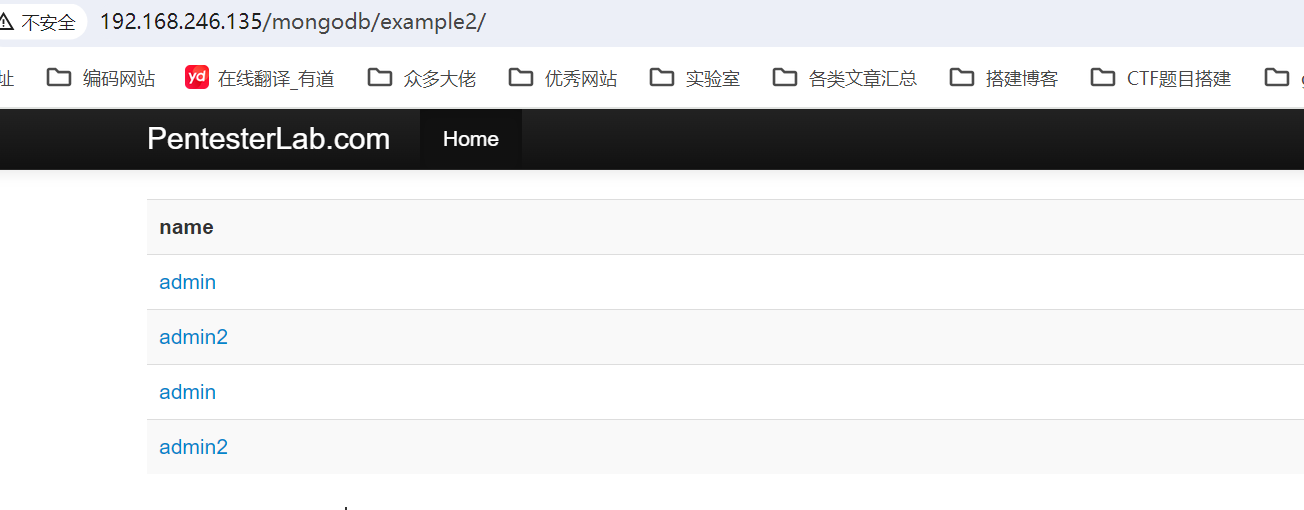 不安全 192.168.246.135/mongodb/example2/
址 编码网站 yd 在线翻译_有道 众多大佬 优秀网站 实验室 各类文章汇总 搭建博客 CTF题目搭建
PentesterLab.com Home
name
admin
admin2
admin
admin2